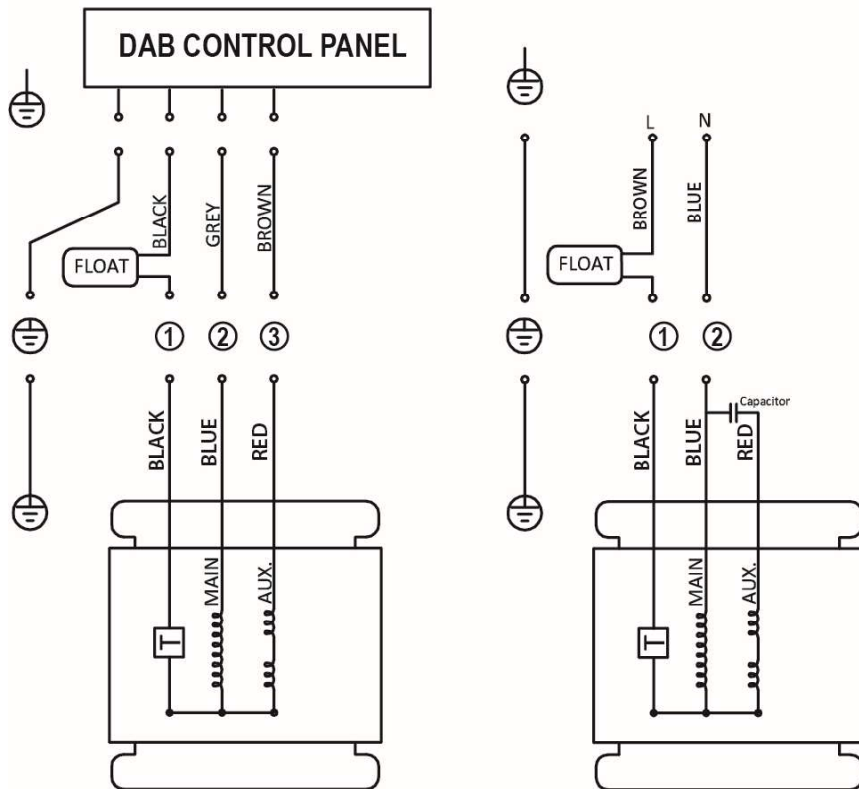 DAB CONTROL PANEL
BLACK
GREY
BROWN
FLOAT
1
2
3
BLACK
BLUE
RED
MAIN
AUX.
T
L
N
BROWN
BLUE
FLOAT
1
2
Capacitor
BLACK
BLUE
RED
MAIN
AUX.
T